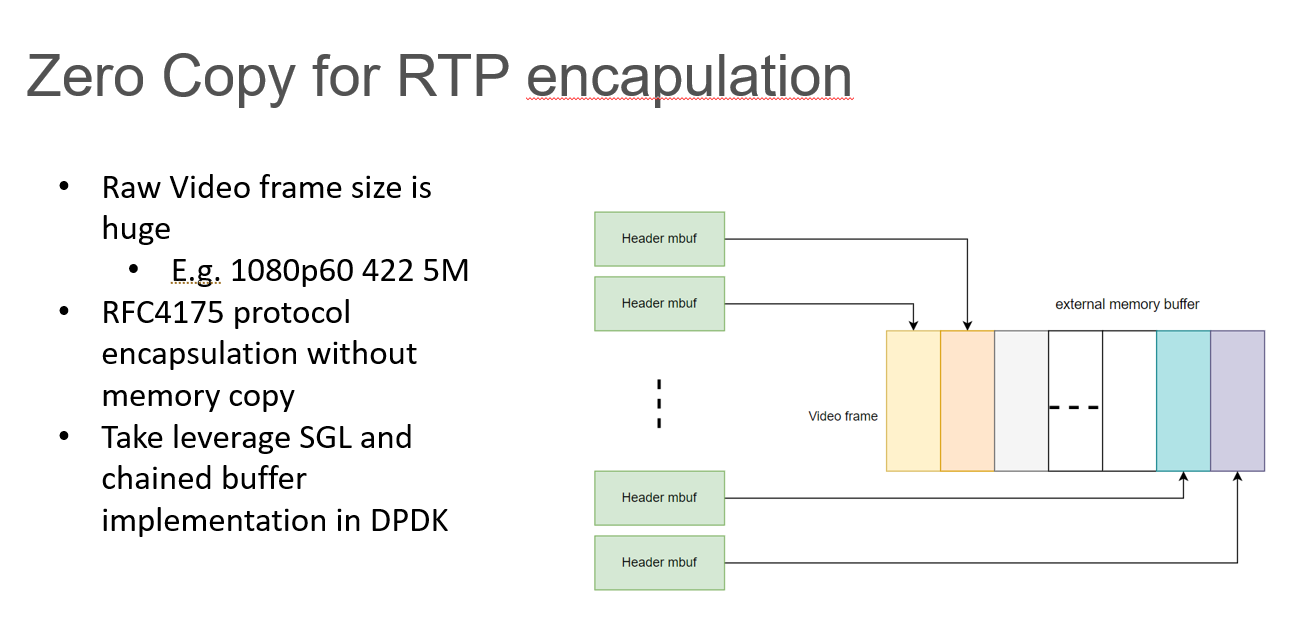 Zero Copy for RTP encapulation
• Raw Video frame size is
huge
• E.g. 1080p60 422 5M
• RFC4175 protocol
encapsulation without
memory copy
• Take leverage SGL and
chained buffer
implementation in DPDK
Header mbuf
Header mbuf
external memory buffer
Video frame
Header mbuf
Header mbuf